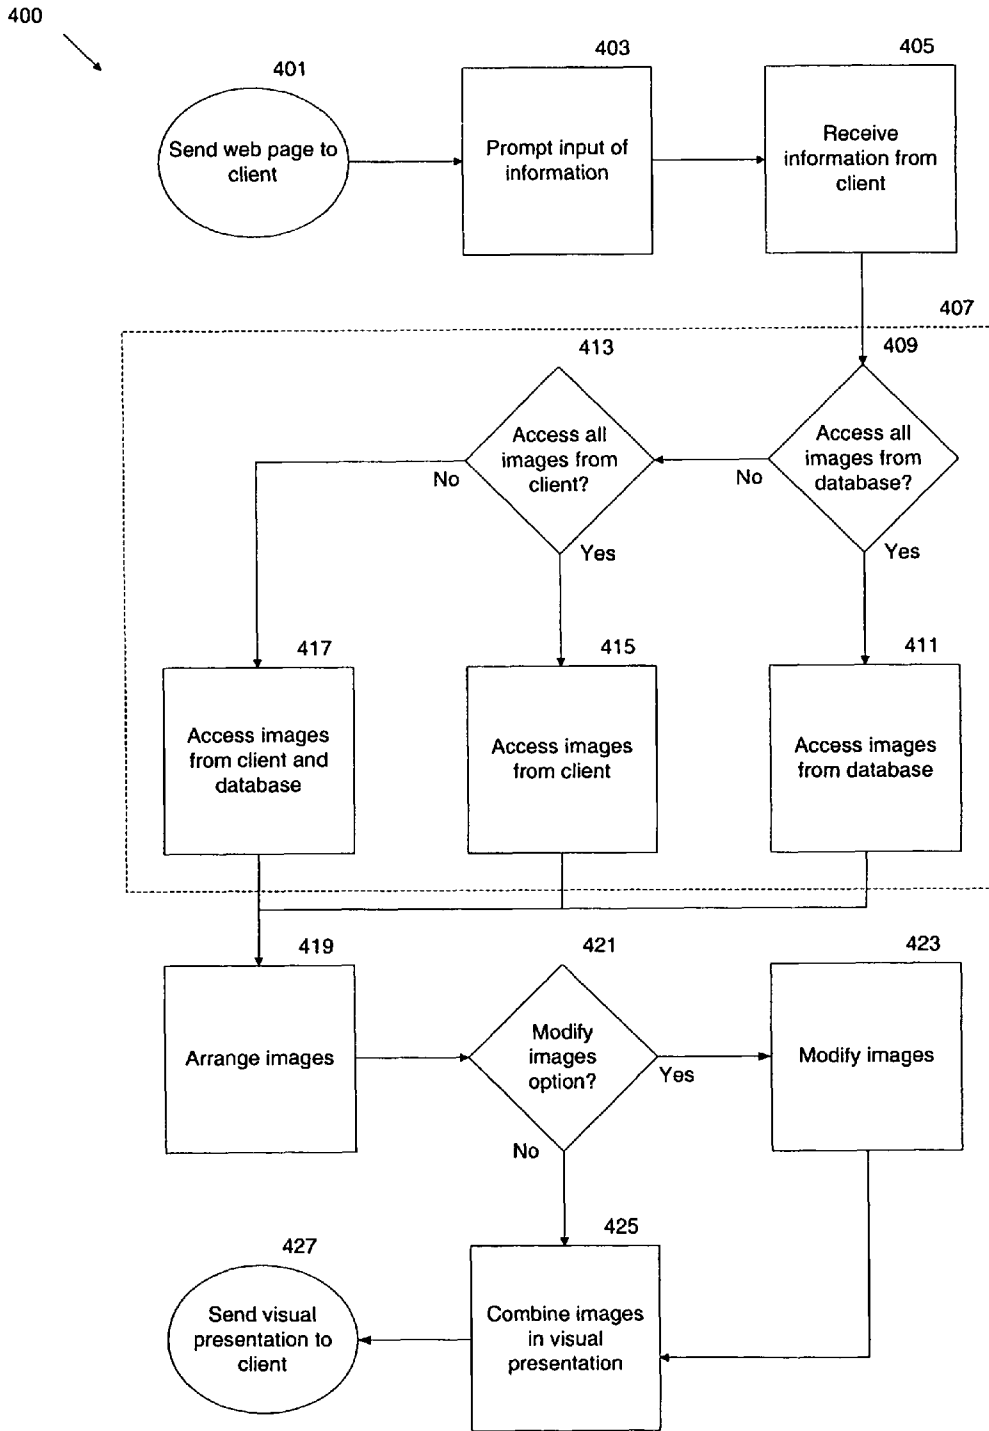 400
401
Send web page to
client
403
Prompt input of
information
405
Receive
information from
client
407
409
Access all
images from
database?
No
Yes
413
Access all
images from
client?
No
Yes
417
Access images
from client and
database
415
Access images
from client
411
Access images
from database
419
Arrange images
421
Modify
images
option?
Yes
No
423
Modify images
425
Combine images
in visual
presentation
427
Send visual
presentation to
client